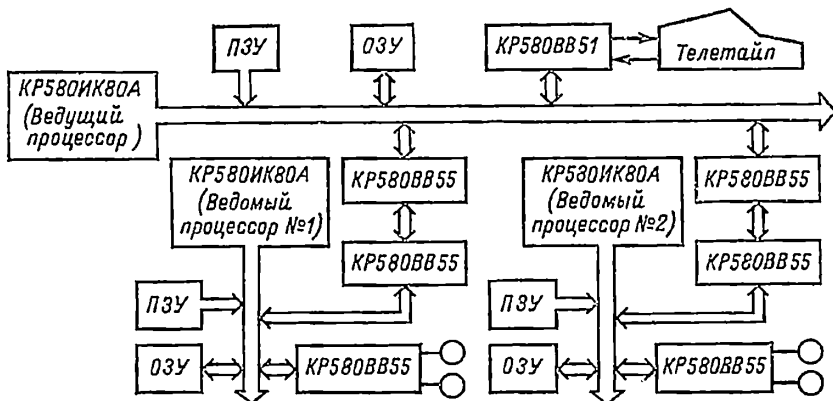 ПЗУ
ОЗУ
КР580ВВ51
Телетайп
КР580ИК80А
(Ведущий
процессор)
КР580ИК80А
(Ведомый
процессор №1)
КР580ВВ55
КР580ИК80А
(Ведомый
процессор №2)
КР580ВВ55
КР580ВВ55
КР580ВВ55
ПЗУ
ПЗУ
ОЗУ
КР580ВВ55
ОЗУ
КР580ВВ55